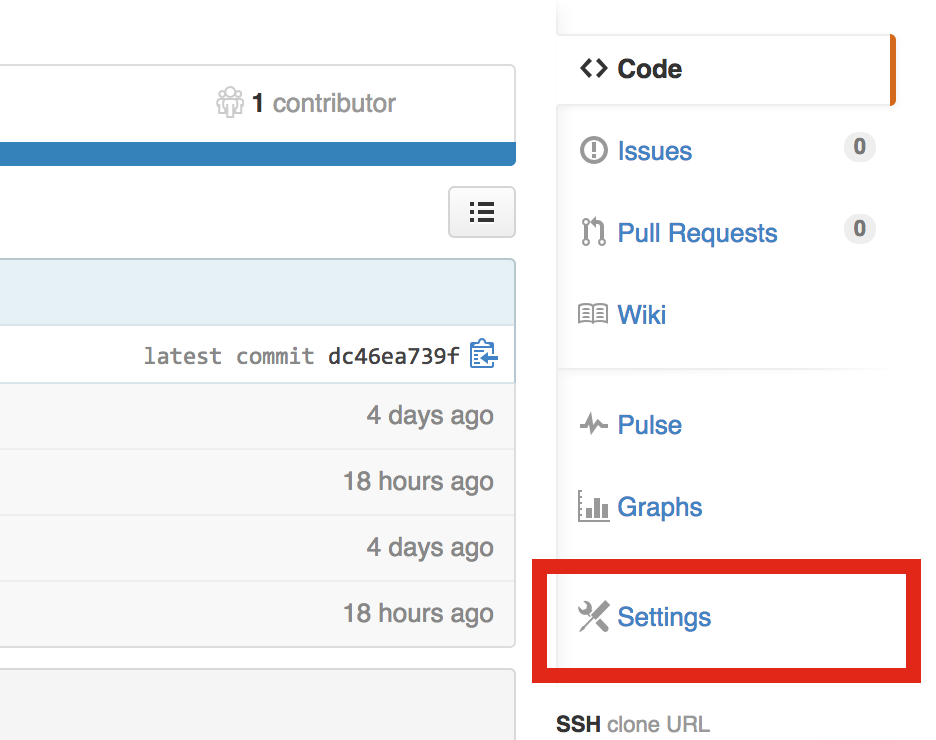 1 contributor
latest commit dc46ea739f
4 days ago
18 hours ago
4 days ago
18 hours ago
Code
Issues 0
Pull Requests 0
Wiki
Pulse
Graphs
Settings
SSH clone URL